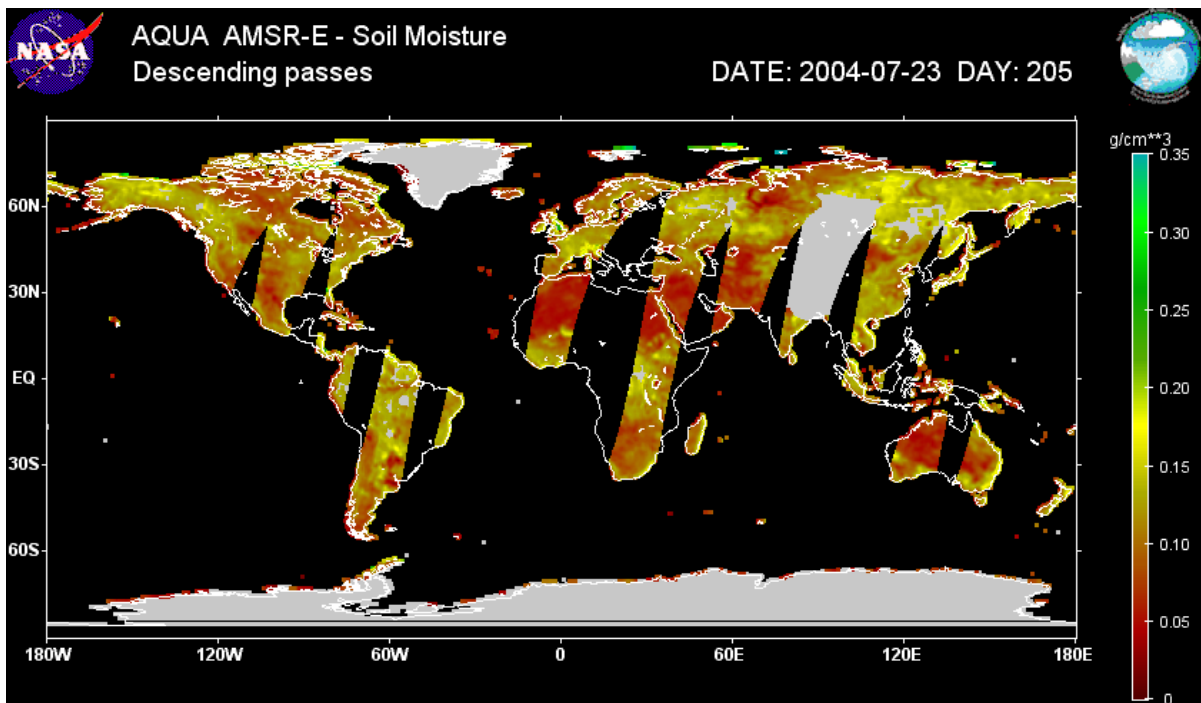 NASA
AQUA AMSR-E - Soil Moisture
Descending passes
DATE: 2004-07-23 DAY: 205
g/cm**3
0.35
0.30
0.25
0.20
0.15
0.10
0.05
0
60N
30N
EQ
30S
60S
180W 120W 60W 0 60E 120E 180E